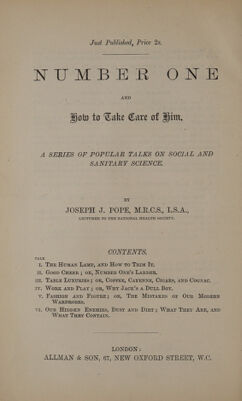 Just Published, Price 2s.
NUMBER ONE
AND
How to Take Care of Him.
A SERIES OF POPULAR TALKS ON SOCIAL AND
SANITARY SCIENCE.
BY
JOSEPH J. POPE, M.R.C.S., L.S.A.,
LECTURER TO THE NATIONAL HEALTH SOCIETY.
CONTENTS.
TALK
I. The Human Lamp, and How to Trim It.
II. Good Cheer; or, Number One's Larder.
III. Table Luxuries; or, Coffee, Cayenne, Cigars, and Cognac.
IV. Work and Play; or, Why Jack's a Dull Boy.
V. Fashion and Figure; or, The Mistakes of Our Modern
Wardrobes.
VI. Our Hidden Enemies, Dust and Dirt; What They Are, and
What They Contain.
LONDON:
ALLMAN & SON, 67, NEW OXFORD STREET, W.C.